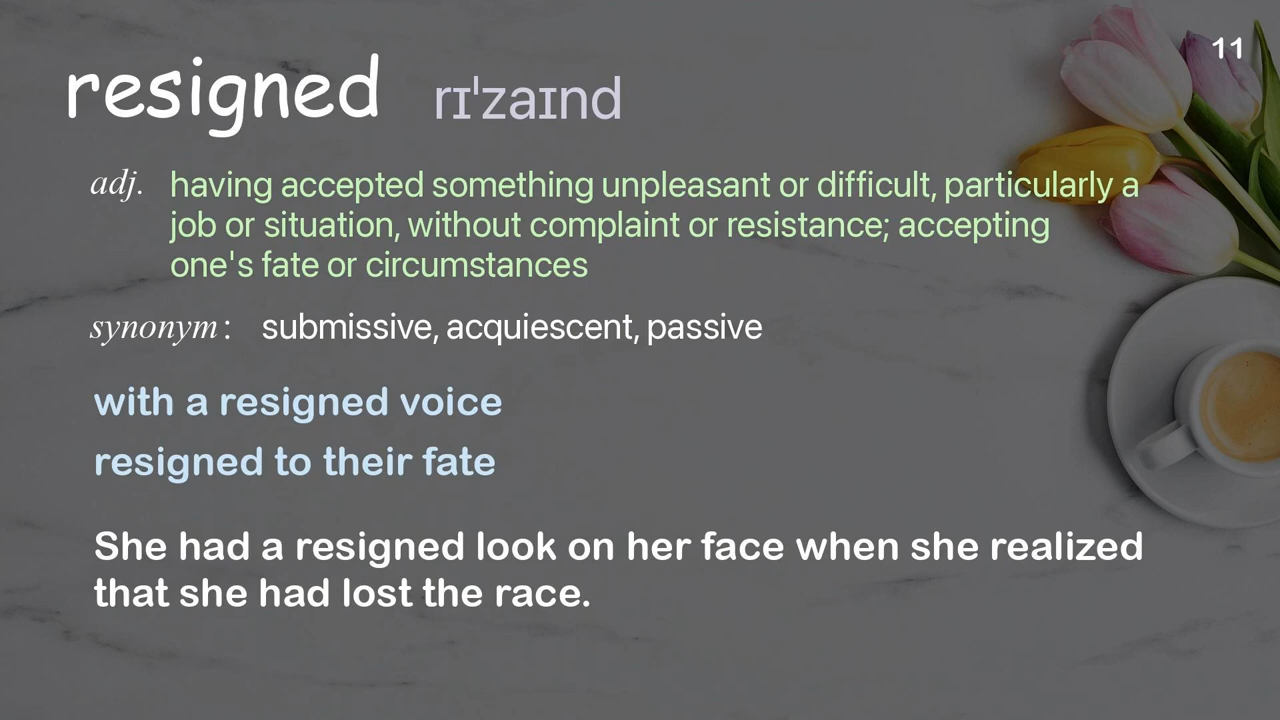 11
resigned rɪˈzaɪnd
adj. having accepted something unpleasant or difficult, particularly a
job or situation, without complaint or resistance; accepting
one's fate or circumstances
synonym: submissive, acquiescent, passive
with a resigned voice
resigned to their fate
She had a resigned look on her face when she realized
that she had lost the race.